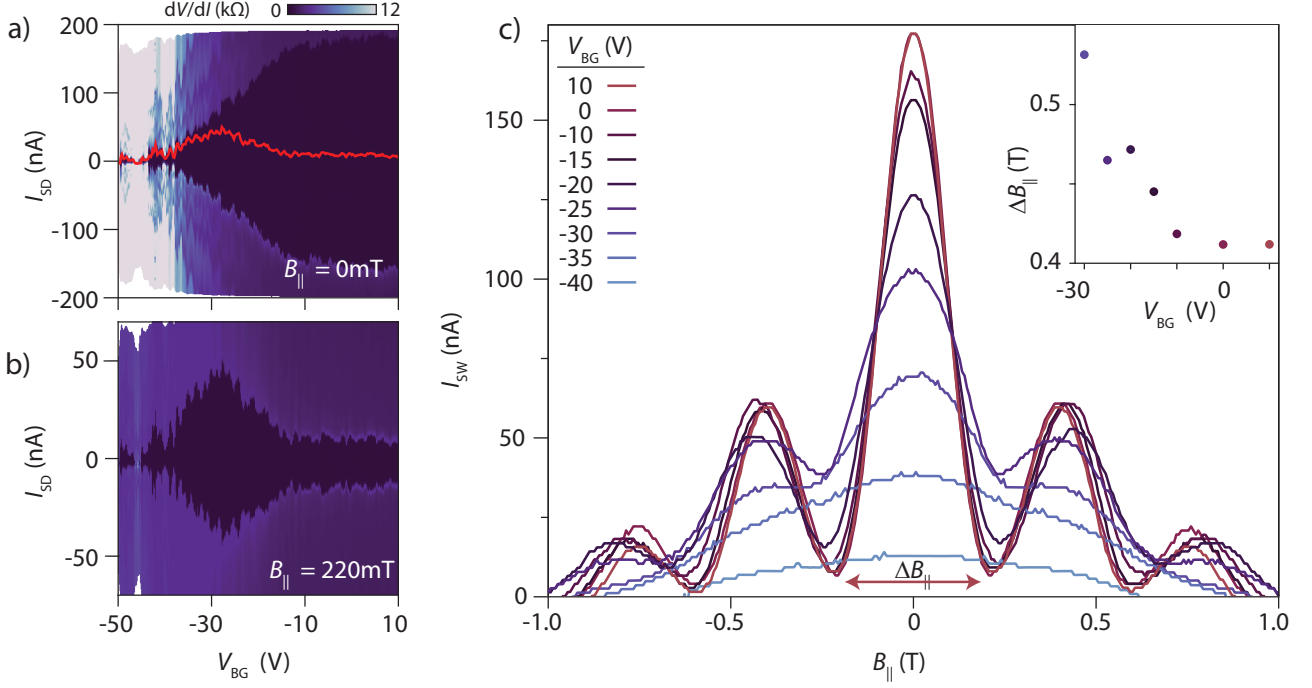 a)
dV/dI (kΩ) 0 12
200
100
0
-100
-200
I_SD (nA)
B_|| = 0mT
b)
50
0
-50
I_SD (nA)
B_|| = 220mT
-50 -30 -10 10
V_BG (V)
c)
V_BG (V)
10
0
-10
-15
-20
-25
-30
-35
-40
150
100
50
0
I_SW (nA)
ΔB_||
-1.0 -0.5 0 0.5 1.0
B_|| (T)
0.5
0.4
ΔB_|| (T)
-30 0
V_BG (V)